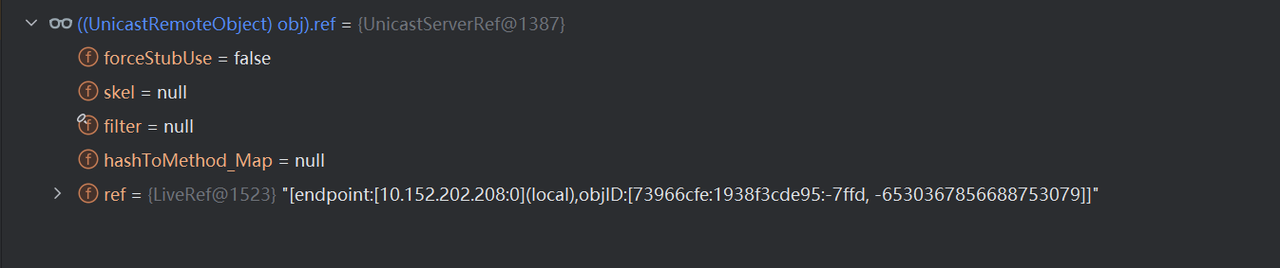 ((UnicastRemoteObject) obj).ref = {UnicastServerRef@1387}
f forceStubUse = false
f skel = null
f filter = null
f hashToMethod_Map = null
f ref = {LiveRef@1523} "[endpoint:[10.152.202.208:0](local),objID:[73966cfe:1938f3cde95:-7ffd, -6530367856688753079]]"